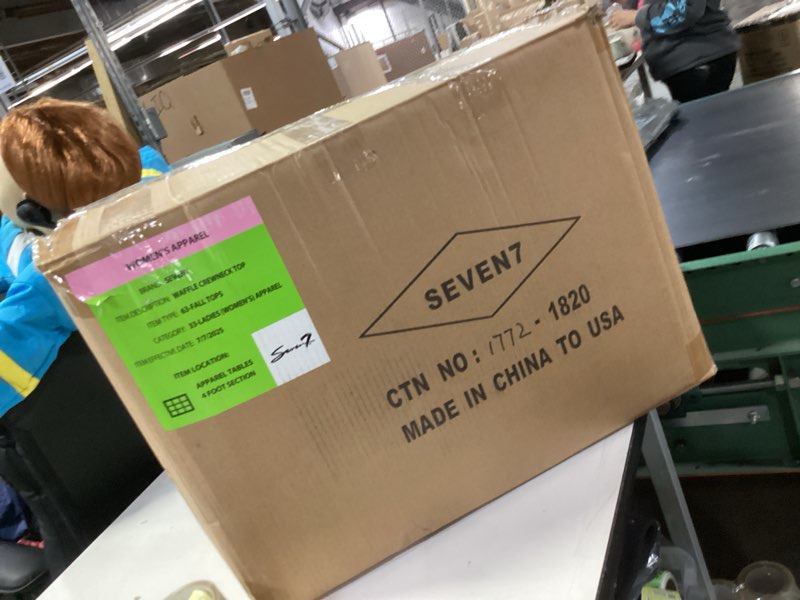 WOMEN'S APPAREL
BRAND: SEVEN7
ITEM DESCRIPTION: WAFFLE CREWNECK TOP
ITEM TYPE: 63-FALL TOPS
CATEGORY: 33-LADIES (WOMEN'S) APPAREL
ITEM EFFECTIVE DATE: 7/7/2025
ITEM LOCATION:
APPAREL TABLES
4 FOOT SECTION
Seven7
SEVEN7
CTN NO: 1772 - 1820
MADE IN CHINA TO USA